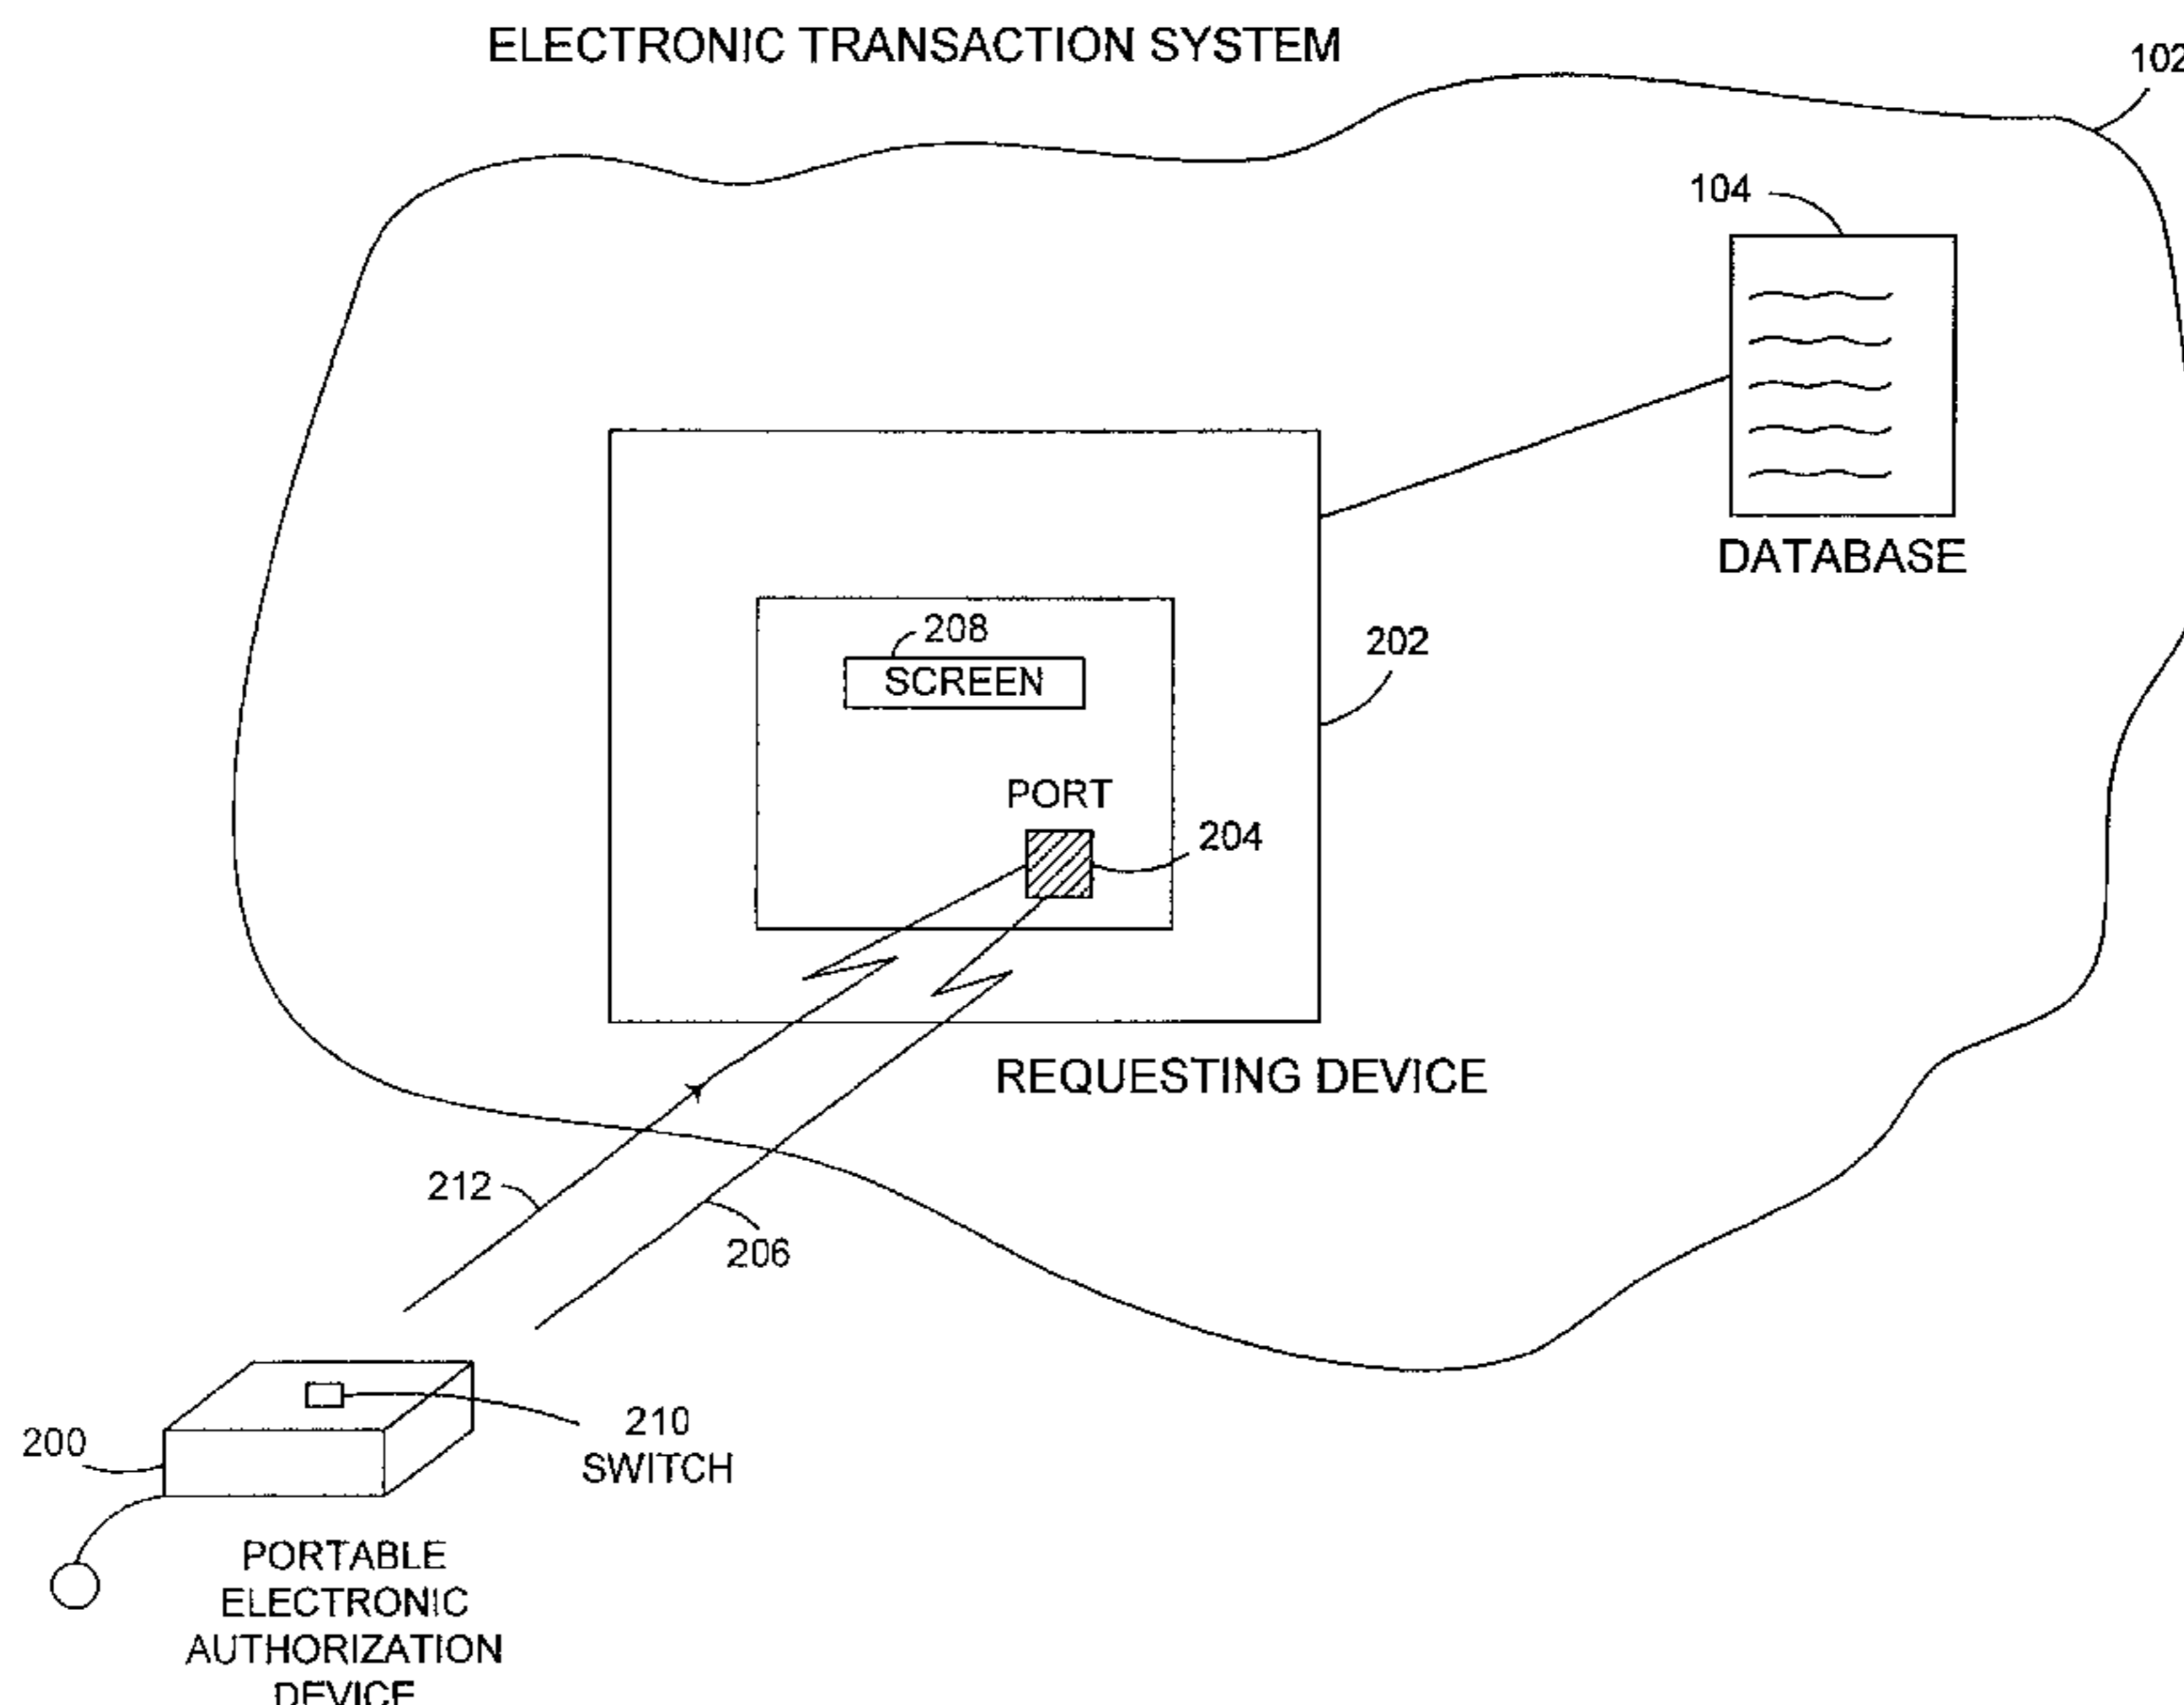 ELECTRONIC TRANSACTION SYSTEM
102
104
DATABASE
208
SCREEN
202
PORT
204
REQUESTING DEVICE
212
206
200
210
SWITCH
PORTABLE
ELECTRONIC
AUTHORIZATION
DEVICE